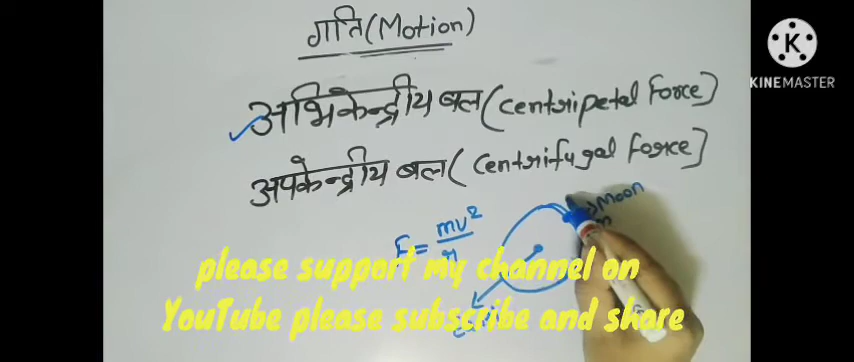 गति (Motion)
अभिकेन्द्रीय बल (Centripetal Force)
अपकेन्द्रीय बल (Centrifugal Force)
Moon
F = mv²/r
please support my channel on
YouTube please subscribe and share
KINEMASTER